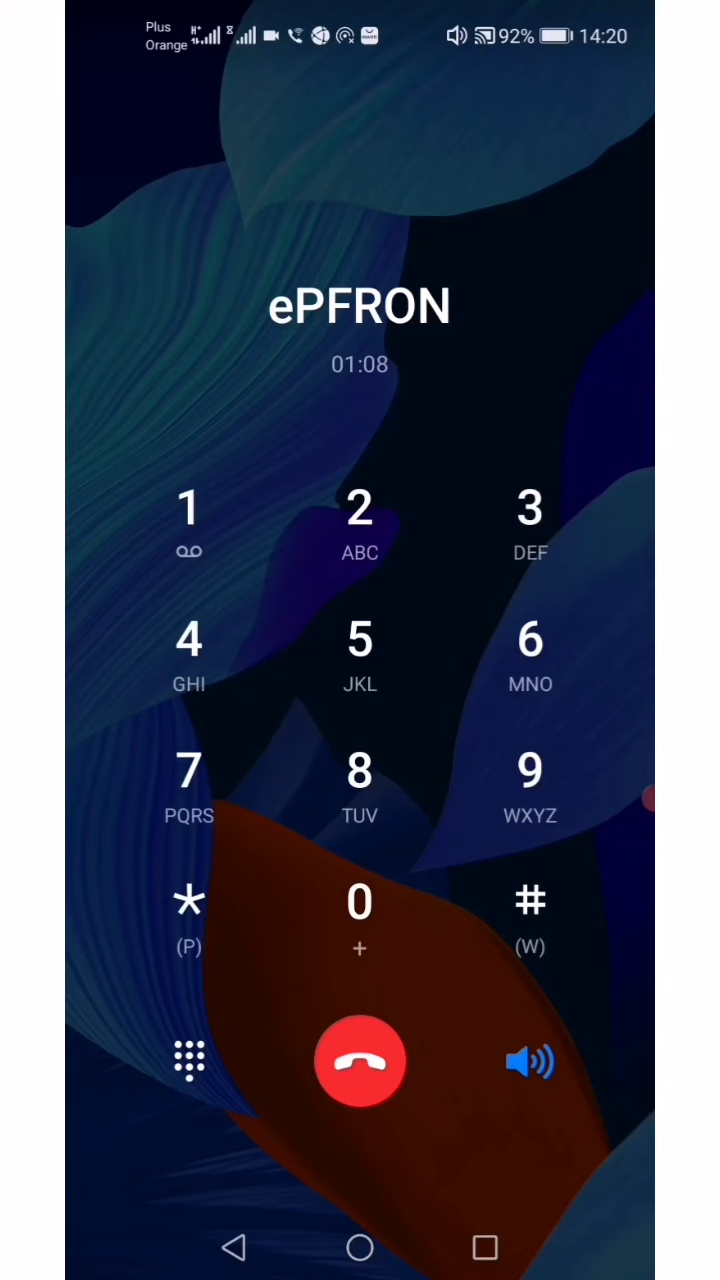 Plus
Orange
H+
92% 14:20
ePFRON
01:08
1 2 3
ABC DEF
4 5 6
GHI JKL MNO
7 8 9
PQRS TUV WXYZ
* 0 #
(P) + (W)